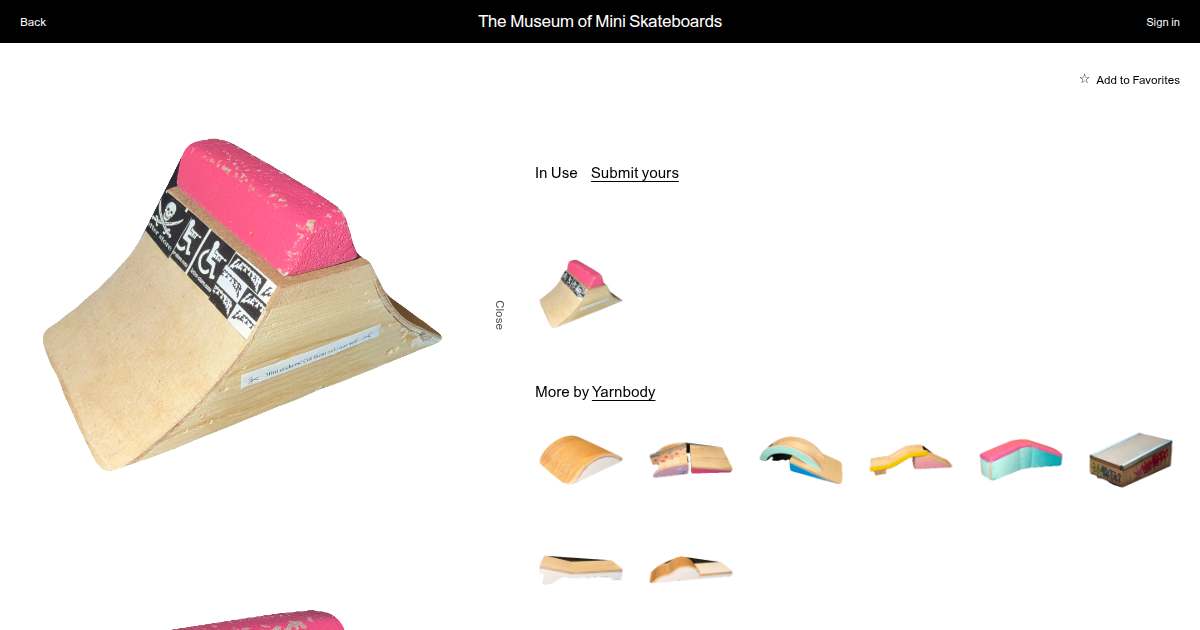 Back
The Museum of Mini Skateboards
Sign in
☆ Add to Favorites
In Use Submit yours
Close
More by Yarnbody